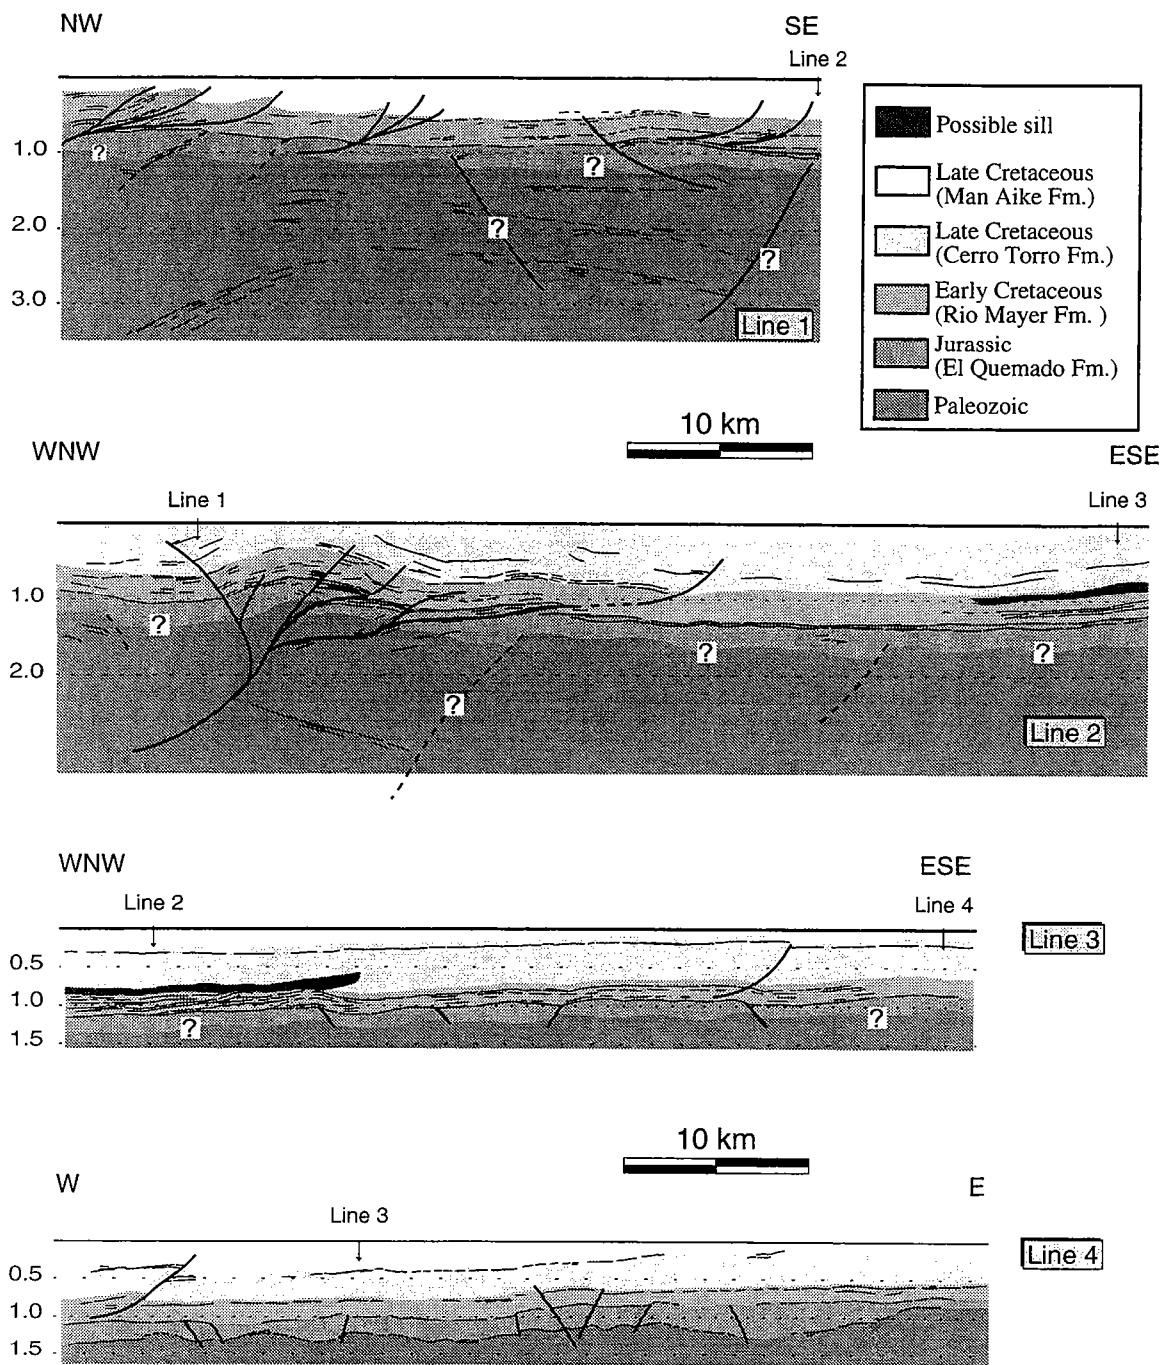 NW
SE
Line 2
1.0
2.0
3.0
?
?
?
?
Line 1
Possible sill
Late Cretaceous
(Man Aike Fm.)
Late Cretaceous
(Cerro Torro Fm.)
Early Cretaceous
(Rio Mayer Fm. )
Jurassic
(El Quemado Fm.)
Paleozoic
10 km
WNW
ESE
Line 1
Line 3
1.0
2.0
?
?
?
?
Line 2
WNW
ESE
Line 2
Line 4
Line 3
0.5
1.0
1.5
?
?
10 km
W
E
Line 3
Line 4
0.5
1.0
1.5